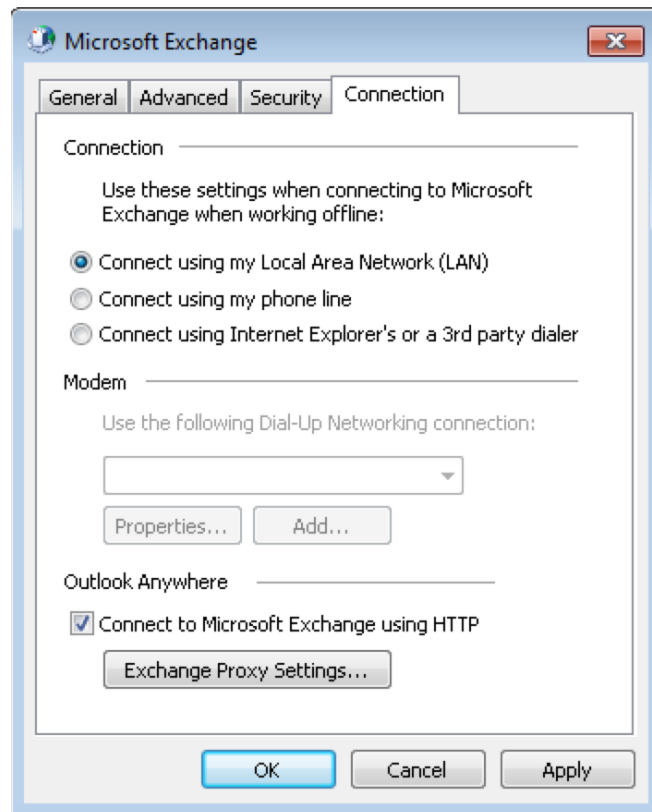 Microsoft Exchange
General Advanced Security Connection
Connection
Use these settings when connecting to Microsoft
Exchange when working offline:
Connect using my Local Area Network (LAN)
Connect using my phone line
Connect using Internet Explorer's or a 3rd party dialer
Modem
Use the following Dial-Up Networking connection:
Properties... Add...
Outlook Anywhere
Connect to Microsoft Exchange using HTTP
Exchange Proxy Settings...
OK Cancel Apply